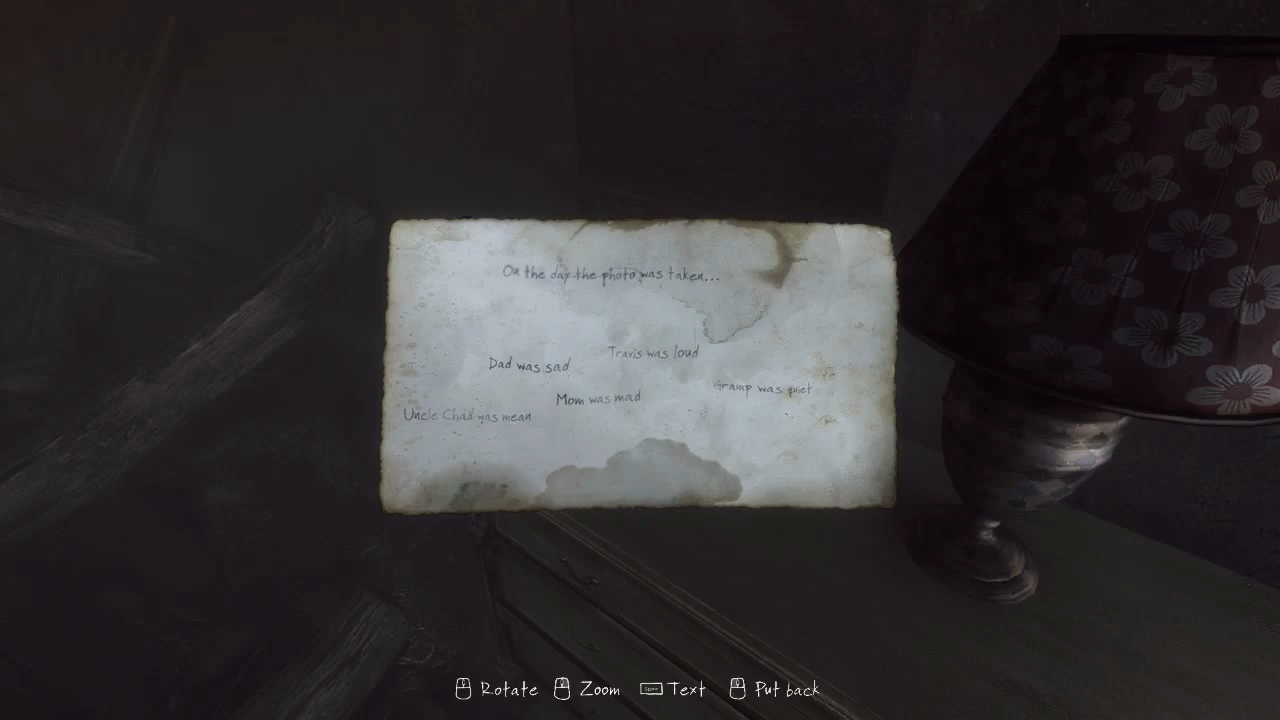 On the day the photo was taken...
Travis was loud
Dad was sad
Gramp was quiet
Mom was mad
Uncle Chad was mean
Rotate Zoom Space Text Put back